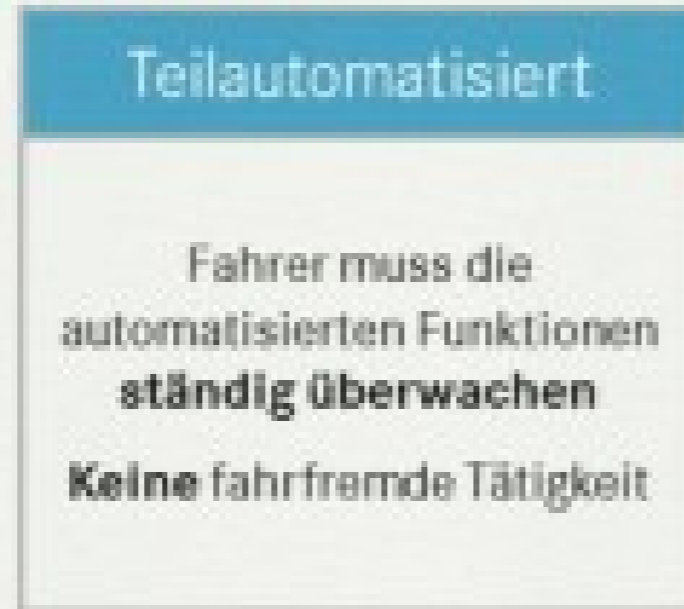 Teilautomatisiert
Fahrer muss die
automatisierten Funktionen
ständig überwachen
Keine fahrfremde Tätigkeit